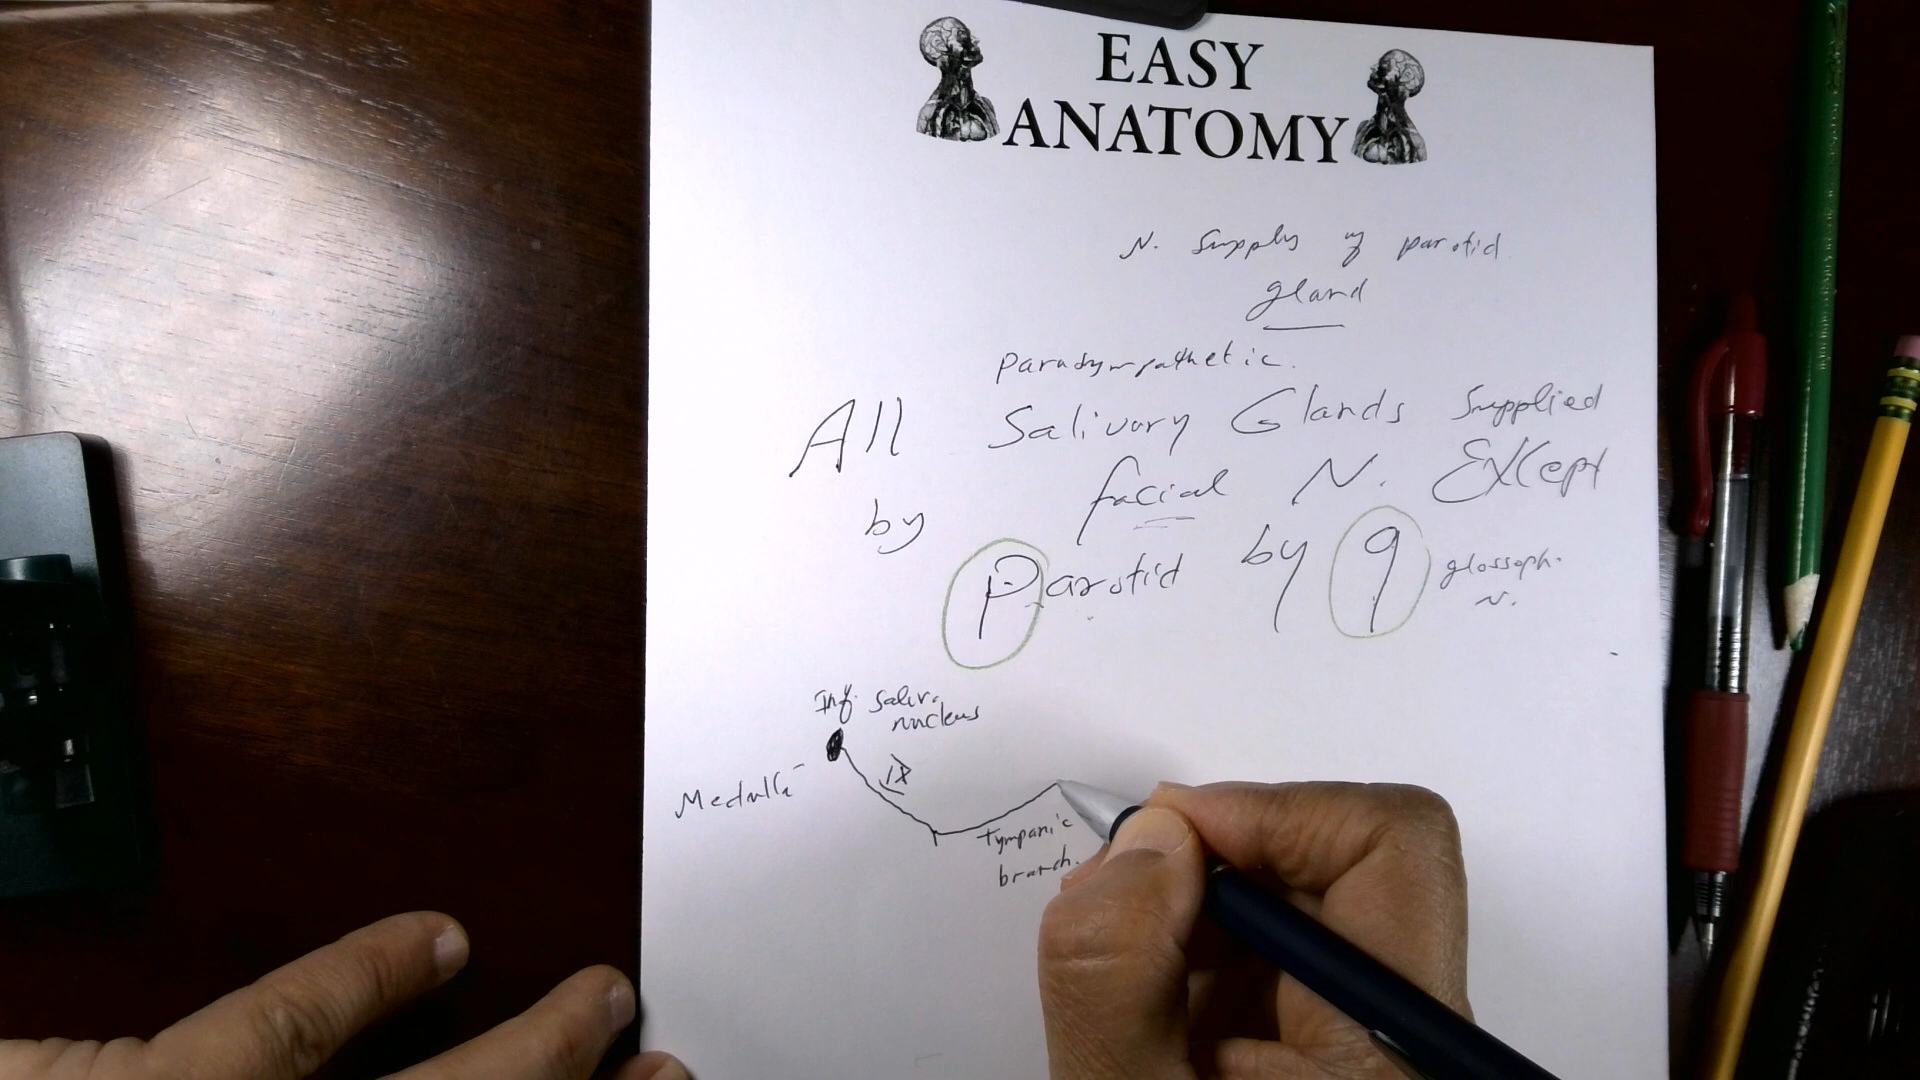 EASY
ANATOMY
N. Supply of parotid
gland
parasympathetic.
All Salivary Glands Supplied
by facial N. Except
Parotid by 9 glossoph.
N.
Inf. Saliv.
nucleus
IX
Medulla
Tympanic
branch.